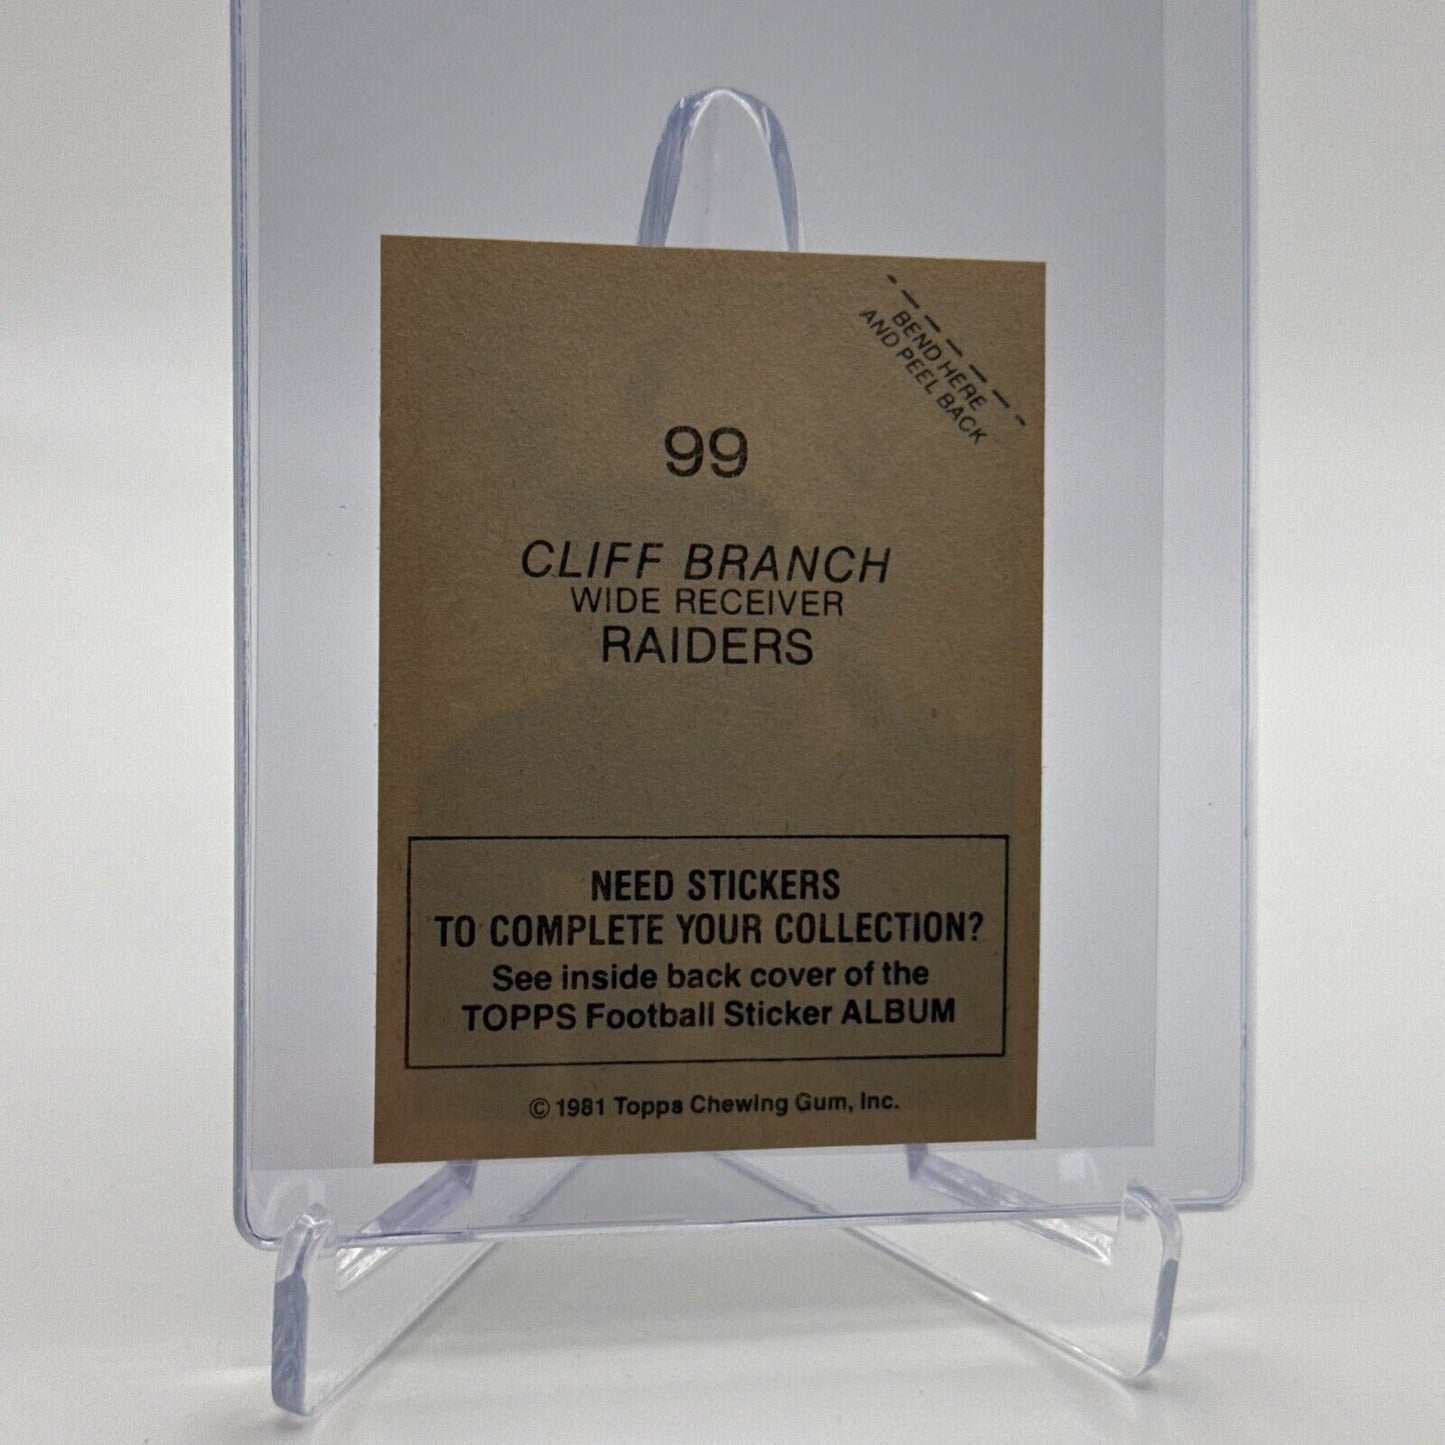 BEND HERE
AND PEEL BACK
99
CLIFF BRANCH
WIDE RECEIVER
RAIDERS
NEED STICKERS
TO COMPLETE YOUR COLLECTION?
See inside back cover of the
TOPPS Football Sticker ALBUM
© 1981 Topps Chewing Gum, Inc.